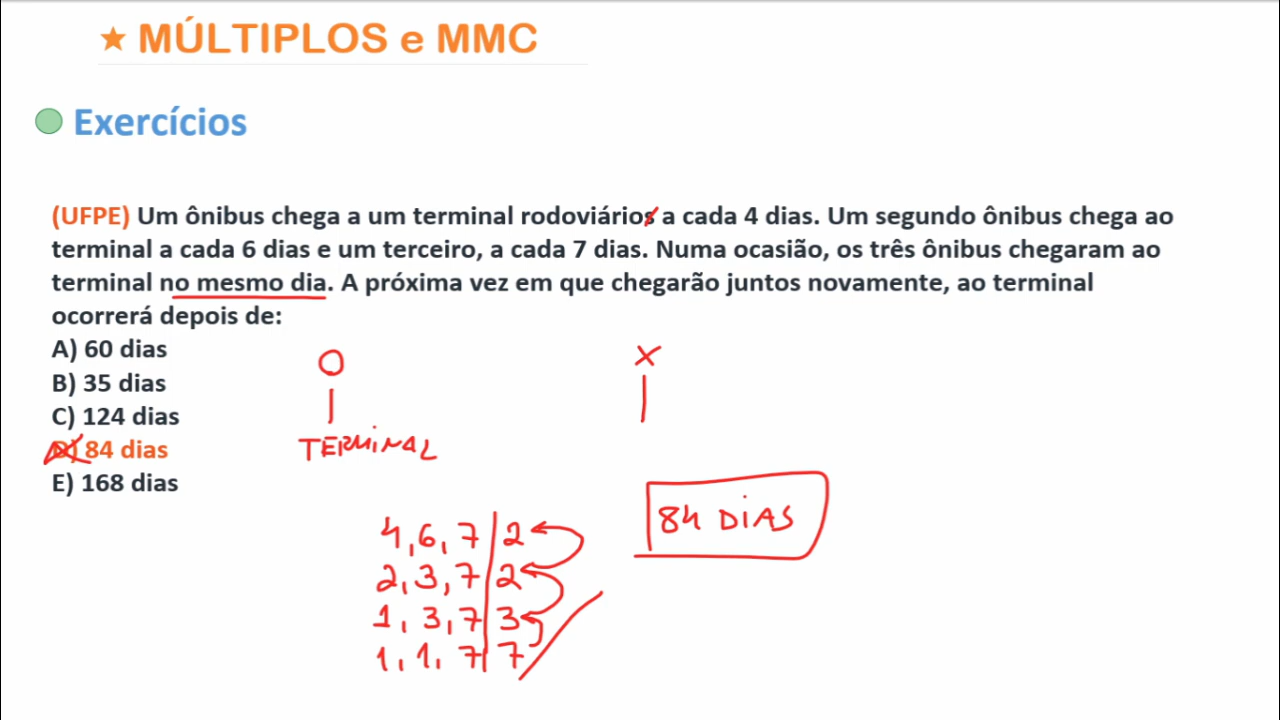 ★ MÚLTIPLOS e MMC
Exercícios
(UFPE) Um ônibus chega a um terminal rodoviários a cada 4 dias. Um segundo ônibus chega ao
terminal a cada 6 dias e um terceiro, a cada 7 dias. Numa ocasião, os três ônibus chegaram ao
terminal no mesmo dia. A próxima vez em que chegarão juntos novamente, ao terminal
ocorrerá depois de:
A) 60 dias
B) 35 dias
C) 124 dias
D) 84 dias
E) 168 dias
O
X
TERMINAL
84 DIAS
4, 6, 7 | 2
2, 3, 7 | 2
1, 3, 7 | 3
1, 1, 7 | 7